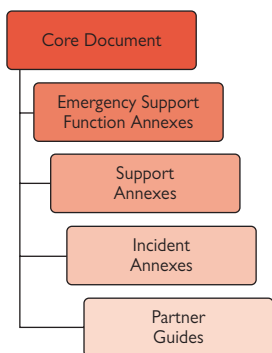 Core Document
Emergency Support
Function Annexes
Support
Annexes
Incident
Annexes
Partner
Guides